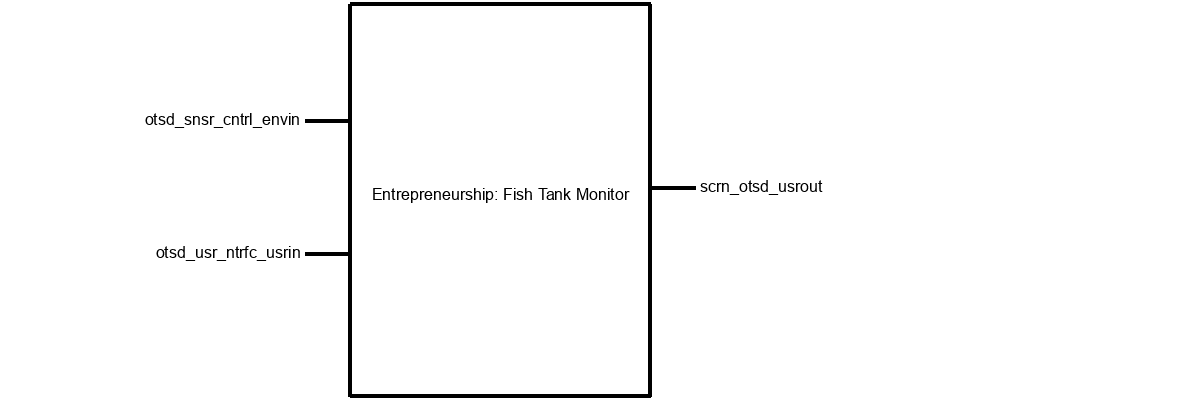 otsd_snsr_cntrl_envin
Entrepreneurship: Fish Tank Monitor
scrn_otsd_usrout
otsd_usr_ntrfc_usrin